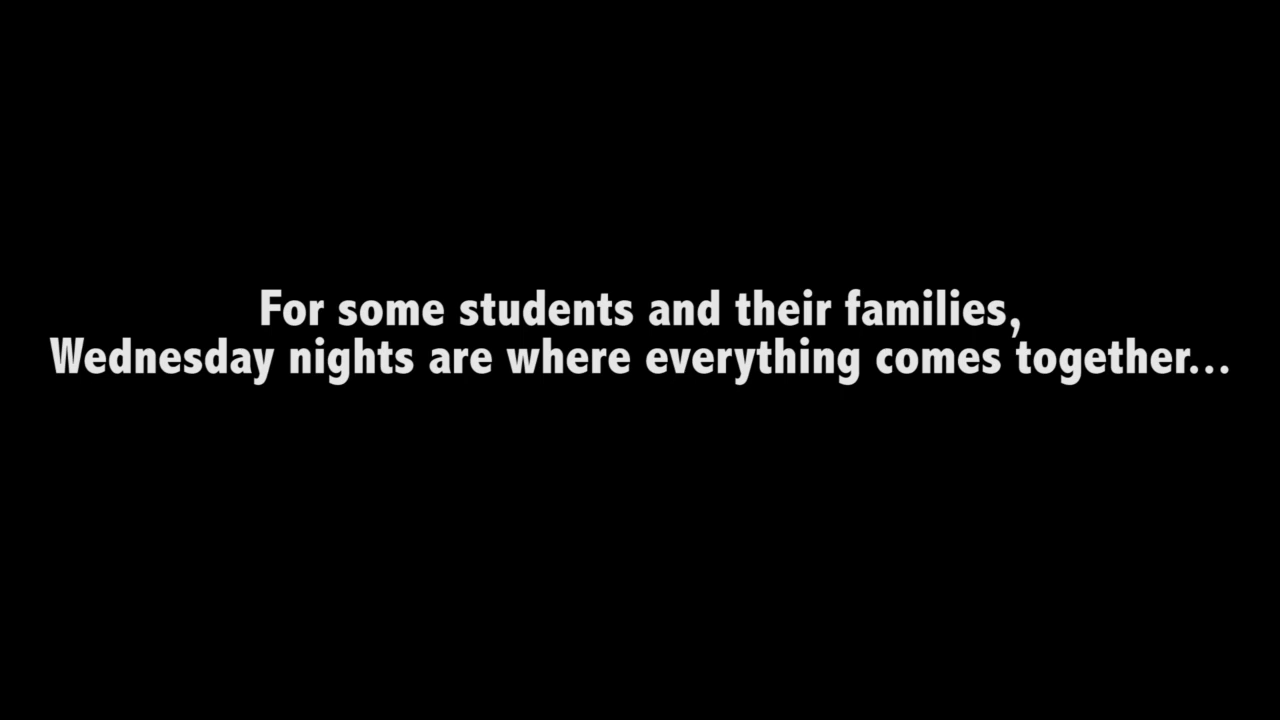 For some students and their families,
Wednesday nights are where everything comes together...